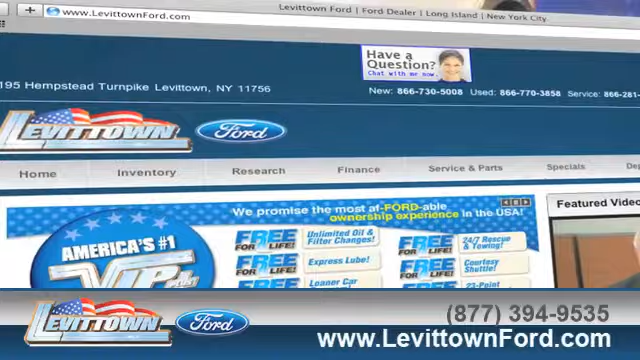 www.LevittownFord.com
Levittown Ford | Ford Dealer | Long Island | New York City
Have a
Question?
Chat with me now.
195 Hempstead Turnpike Levittown, NY 11756
New: 866-730-5008 Used: 866-770-3858 Service: 866-281-
LEVITTOWN Ford
Home Inventory Research Finance Service & Parts Specials De
We promise the most af-FORD-able
ownership experience in the USA!
Featured Video
AMERICA'S #1
VIP
FREE FOR LIFE! Unlimited Oil & Filter Changes!
FREE FOR LIFE! 24/7 Rescue & Towing!
FREE FOR LIFE! Express Lube!
FREE FOR LIFE! Courtesy Shuttle!
FREE Loaner Car
FREE 23-Point
LEVITTOWN Ford
(877) 394-9535
www.LevittownFord.com